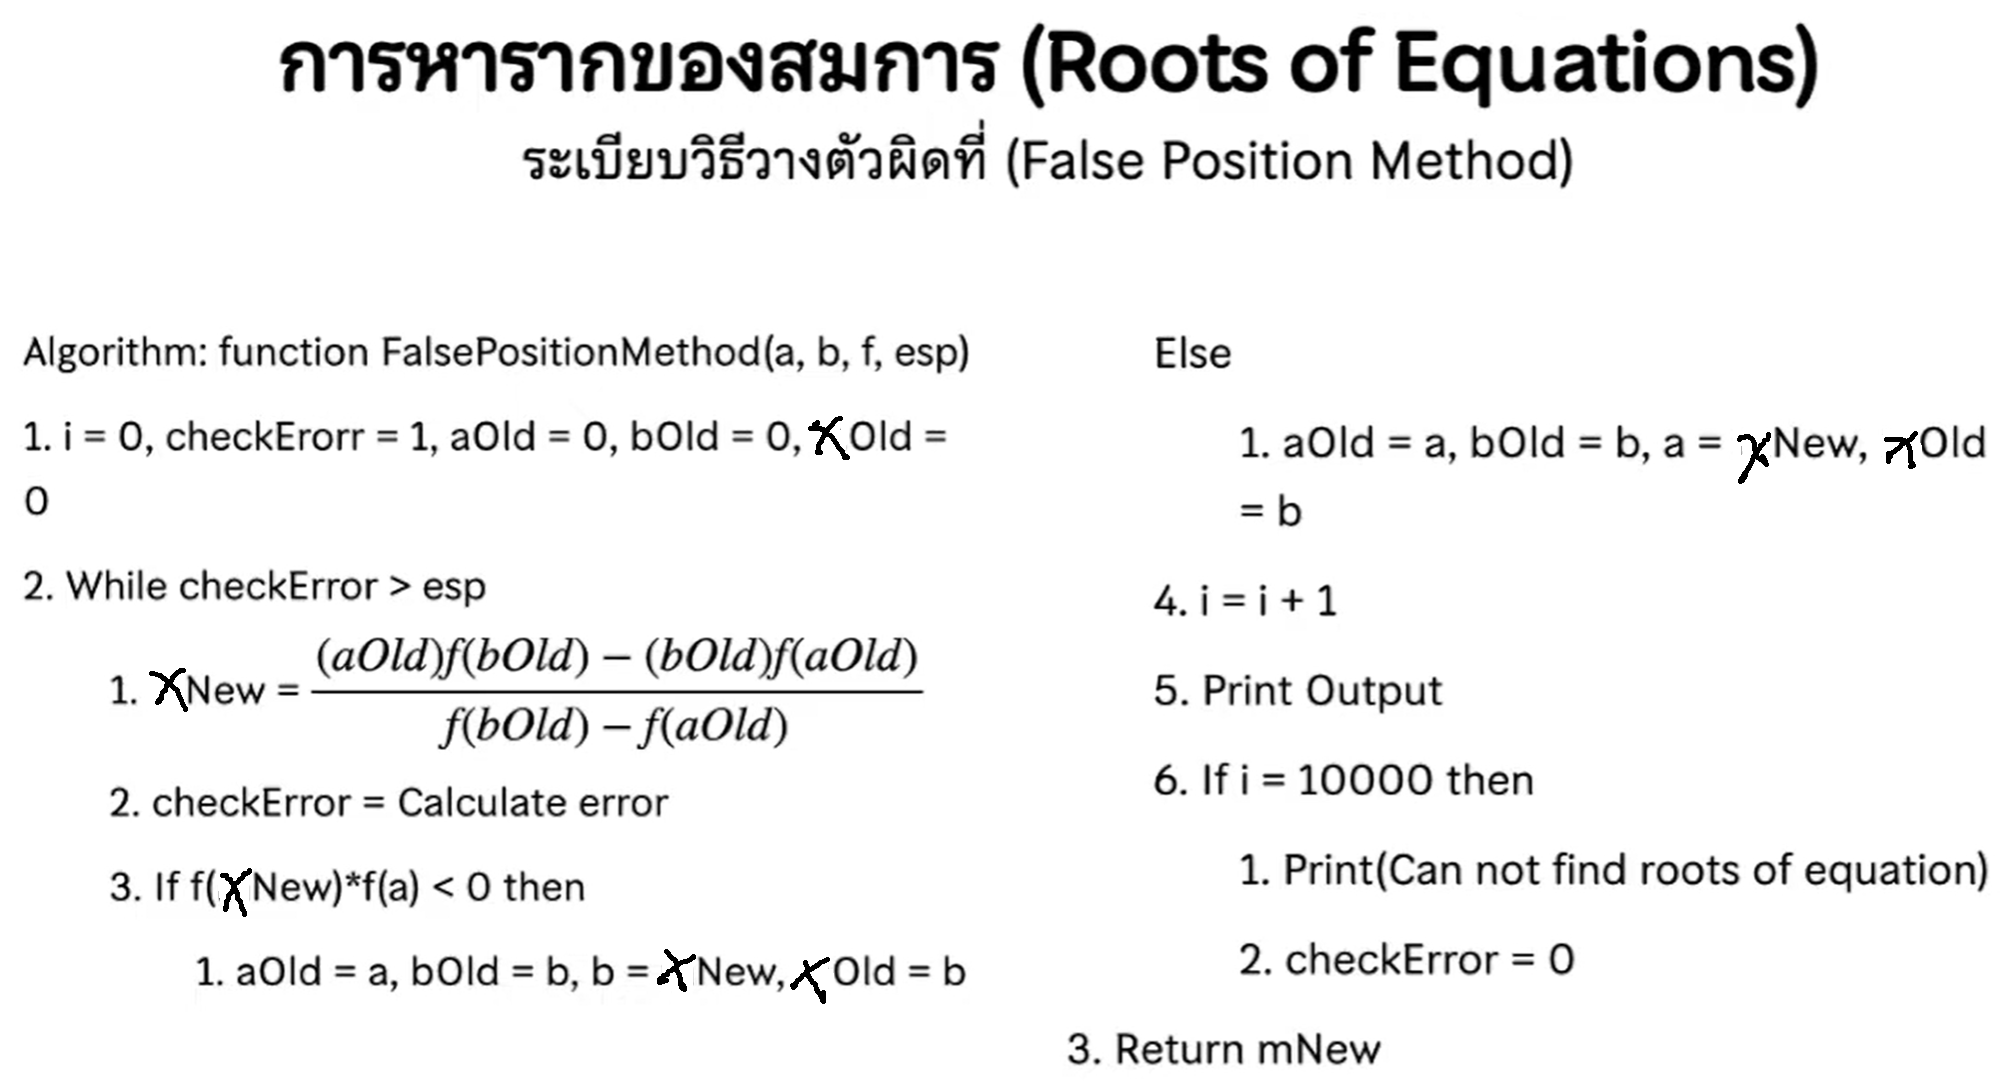 การหารากของสมการ (Roots of Equations)
ระเบียบวิธีวางตัวผิดที่ (False Position Method)
Algorithm: function FalsePositionMethod(a, b, f, esp)
1. i = 0, checkErorr = 1, aOld = 0, bOld = 0, xOld =
0
2. While checkError > esp
1. xNew = \frac{(aOld)f(bOld) − (bOld)f(aOld)}{f(bOld) − f(aOld)}
2. checkError = Calculate error
3. If f(xNew)*f(a) < 0 then
1. aOld = a, bOld = b, b = xNew, xOld = b
Else
1. aOld = a, bOld = b, a = xNew, xOld
= b
4. i = i + 1
5. Print Output
6. If i = 10000 then
1. Print(Can not find roots of equation)
2. checkError = 0
3. Return mNew